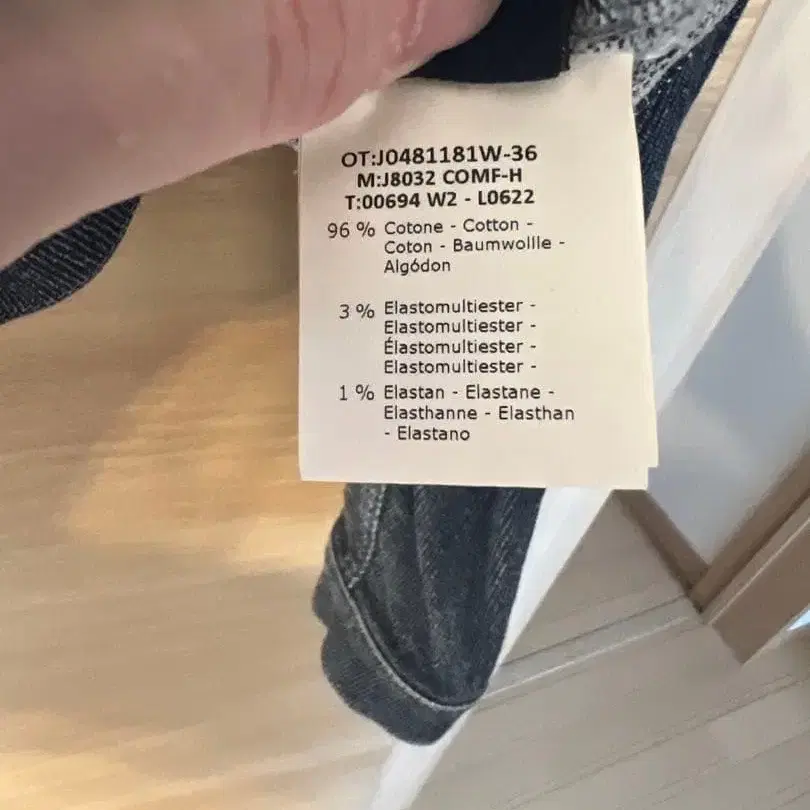 OT:J0481181W-36
M:J8032 COMF-H
T:00694 W2 - L0622
96 % Cotone - Cotton -
Coton - Baumwollle -
Algódon
3 % Elastomultiester -
Elastomultiester -
Élastomultiester -
Elastomultiester -
1 % Elastan - Elastane -
Elasthanne - Elasthan
- Elastano